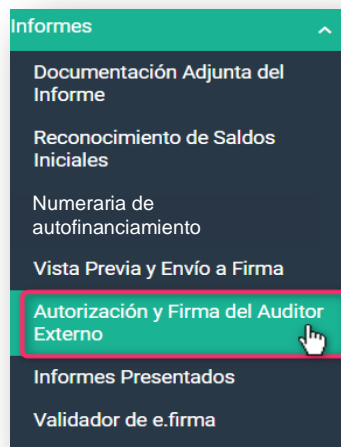 Informes
Documentación Adjunta del
Informe
Reconocimiento de Saldos
Iniciales
Numeraria de
autofinanciamiento
Vista Previa y Envío a Firma
Autorización y Firma del Auditor
Externo
Informes Presentados
Validador de e.firma